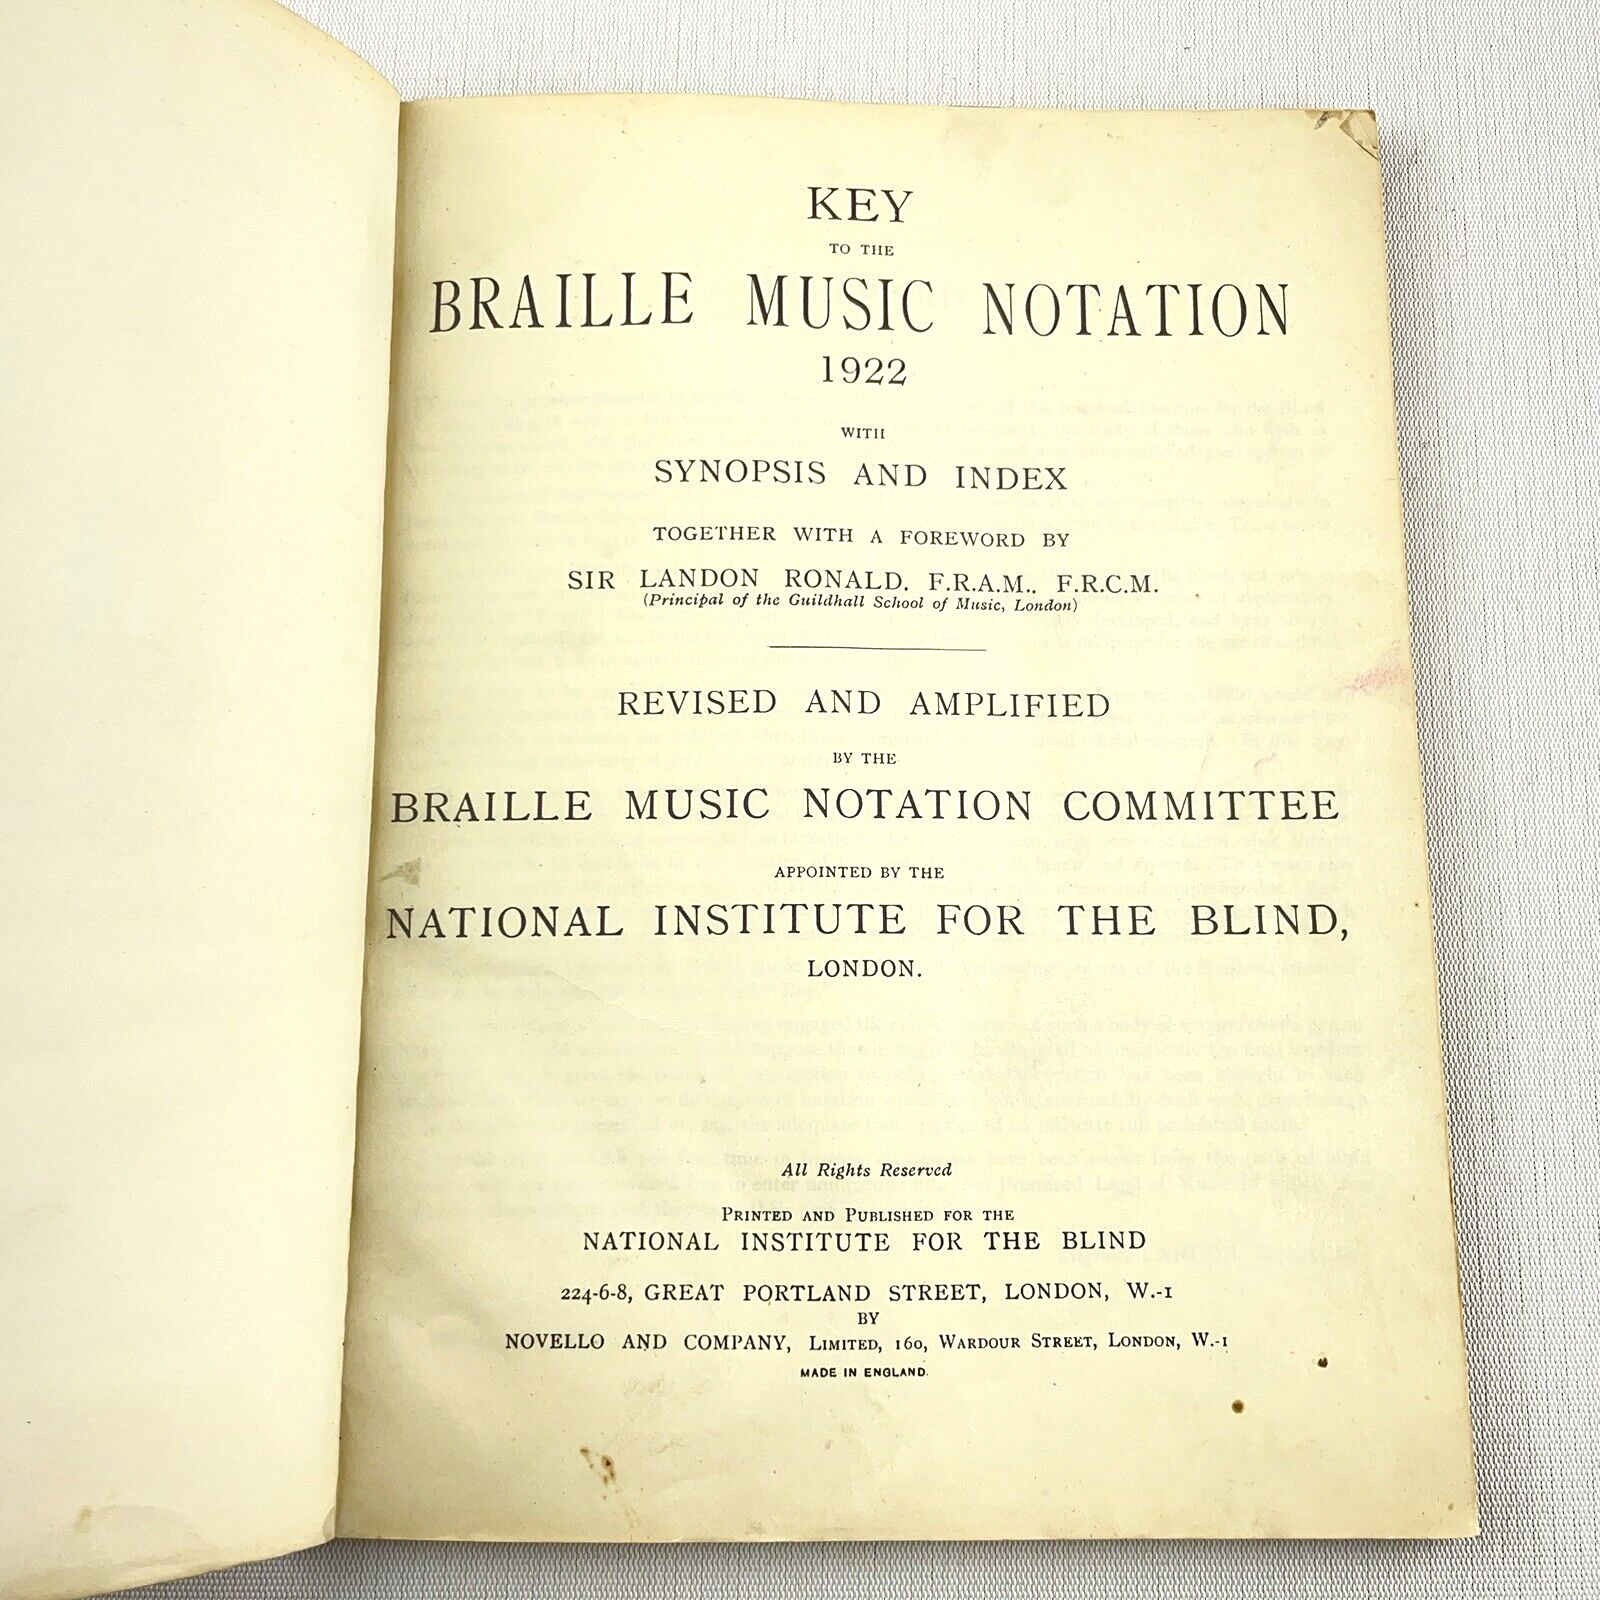 KEY
TO THE
BRAILLE MUSIC NOTATION
1922
WITH
SYNOPSIS AND INDEX
TOGETHER WITH A FOREWORD BY
SIR LANDON RONALD, F.R.A.M., F.R.C.M.
(Principal of the Guildhall School of Music, London)
REVISED AND AMPLIFIED
BY THE
BRAILLE MUSIC NOTATION COMMITTEE
APPOINTED BY THE
NATIONAL INSTITUTE FOR THE BLIND,
LONDON.
All Rights Reserved
PRINTED AND PUBLISHED FOR THE
NATIONAL INSTITUTE FOR THE BLIND
224-6-8, GREAT PORTLAND STREET, LONDON, W.-1
BY
NOVELLO AND COMPANY, LIMITED, 160, WARDOUR STREET, LONDON, W.-1
MADE IN ENGLAND.